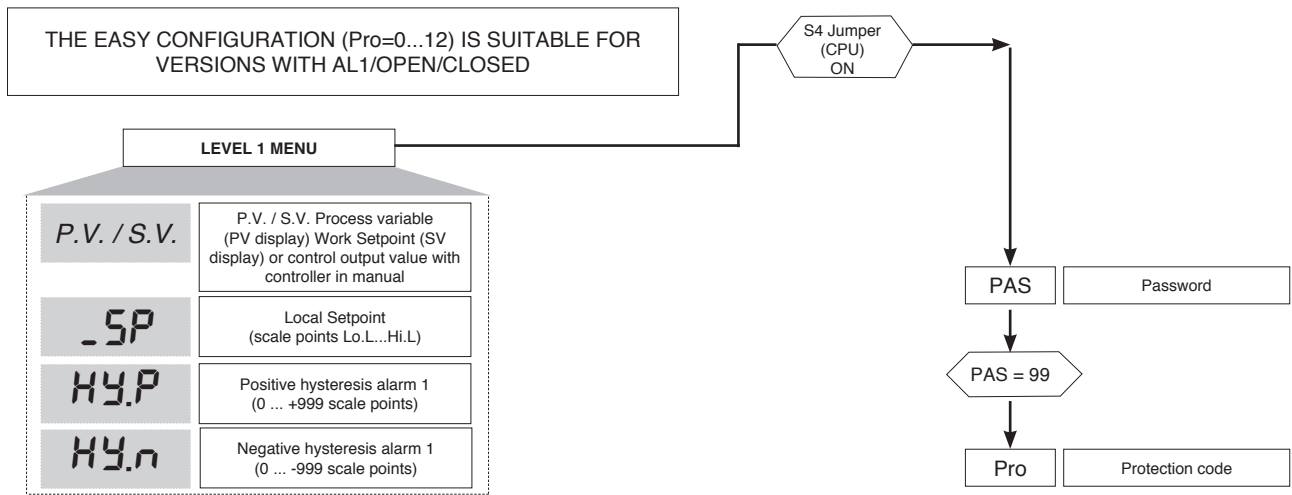 THE EASY CONFIGURATION (Pro=0...12) IS SUITABLE FOR
VERSIONS WITH AL1/OPEN/CLOSED
S4 Jumper
(CPU)
ON
LEVEL 1 MENU
P.V. / S.V.
P.V. / S.V. Process variable
(PV display) Work Setpoint (SV
display) or control output value with
controller in manual
_SP
Local Setpoint
(scale points Lo.L...Hi.L)
HY.P
Positive hysteresis alarm 1
(0 ... +999 scale points)
HY.n
Negative hysteresis alarm 1
(0 ... -999 scale points)
PAS
Password
PAS = 99
Pro
Protection code